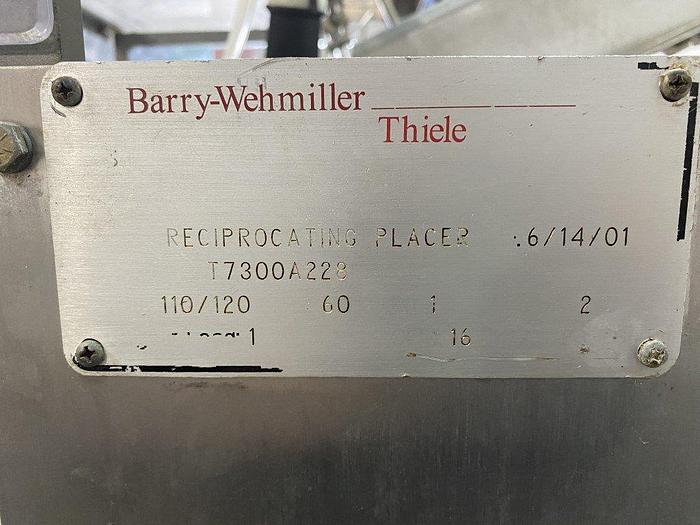 Barry-Wehmiller
Thiele
RECIPROCATING PLACER 6/14/01
T7300A228
110/120 60 1 2
1 16